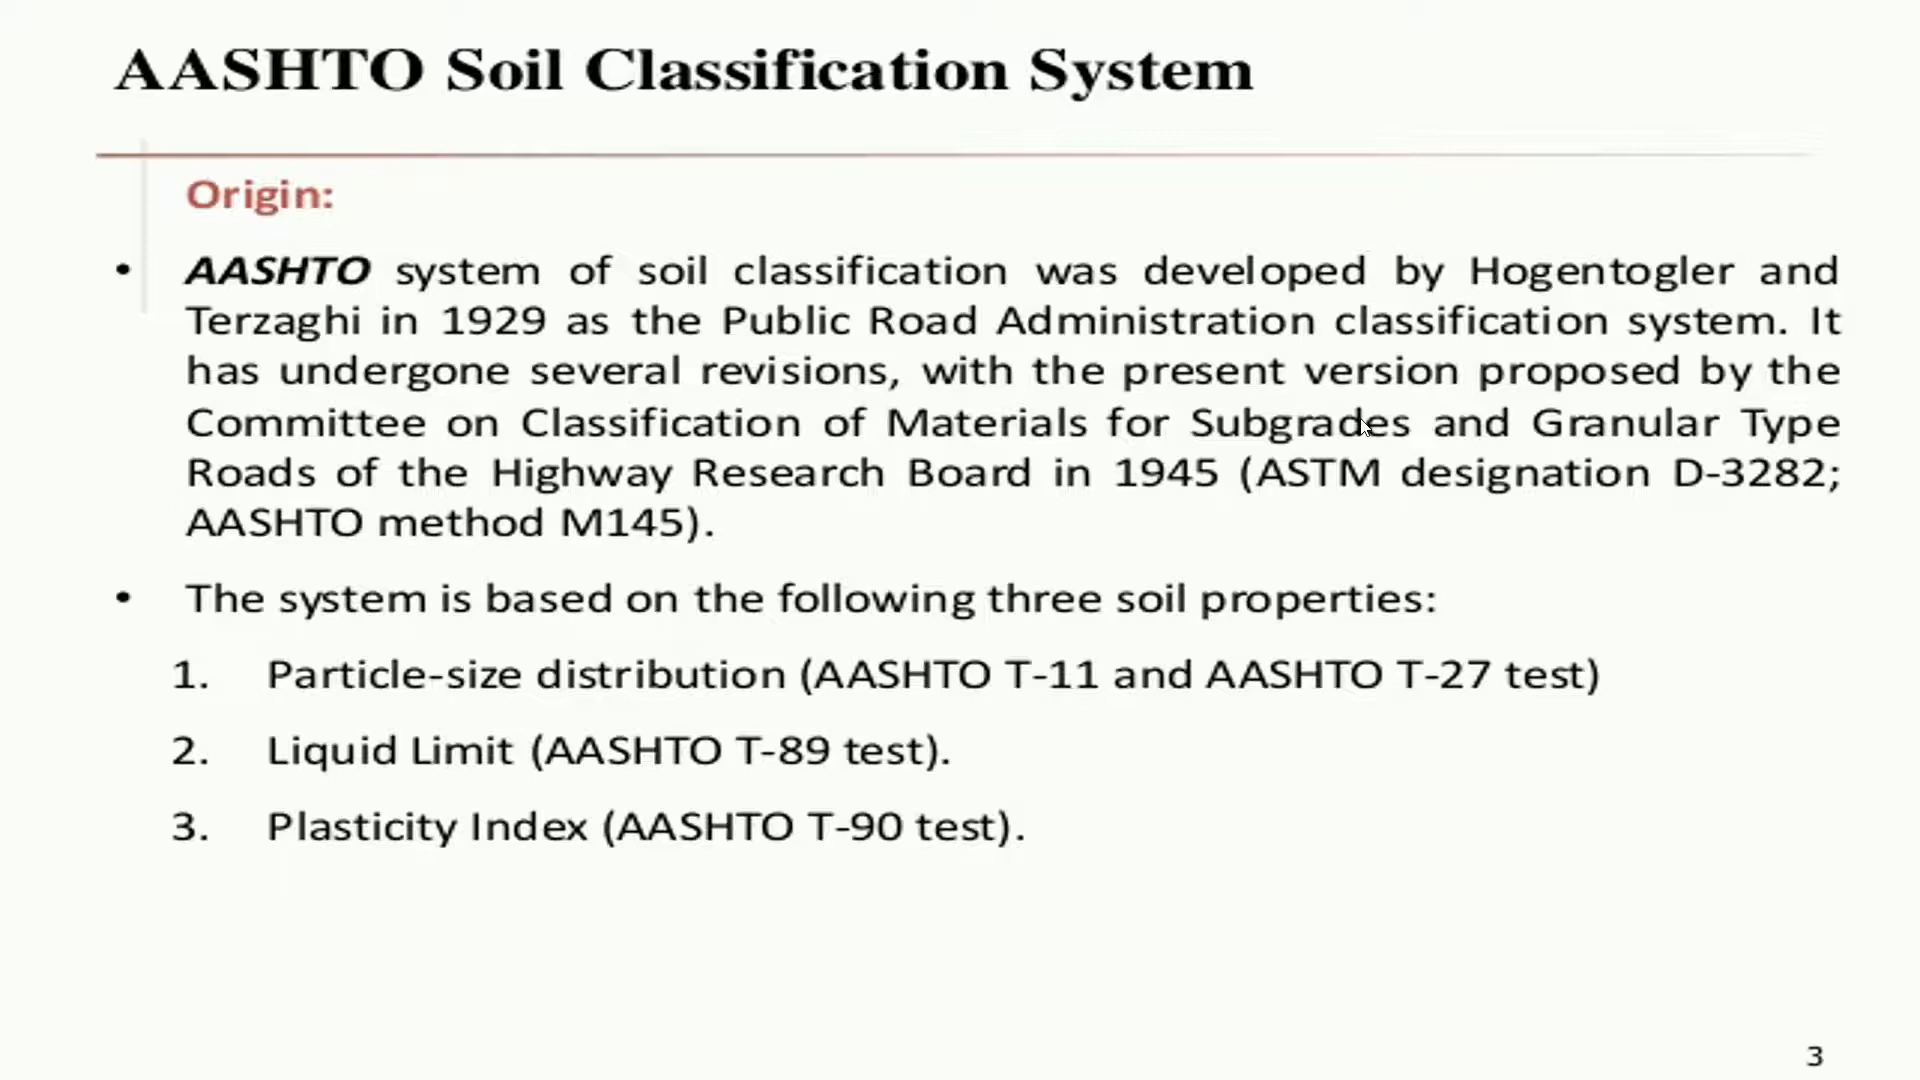 AASHTO Soil Classification System
Origin:
• AASHTO system of soil classification was developed by Hogentogler and
Terzaghi in 1929 as the Public Road Administration classification system. It
has undergone several revisions, with the present version proposed by the
Committee on Classification of Materials for Subgrades and Granular Type
Roads of the Highway Research Board in 1945 (ASTM designation D-3282;
AASHTO method M145).
• The system is based on the following three soil properties:
1. Particle-size distribution (AASHTO T-11 and AASHTO T-27 test)
2. Liquid Limit (AASHTO T-89 test).
3. Plasticity Index (AASHTO T-90 test).
3